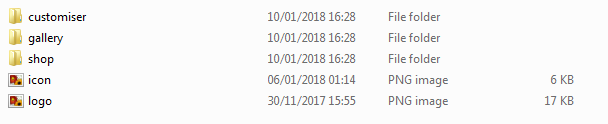 customiser 10/01/2018 16:28 File folder
gallery 10/01/2018 16:28 File folder
shop 10/01/2018 16:28 File folder
icon 06/01/2018 01:14 PNG image 6 KB
logo 30/11/2017 15:55 PNG image 17 KB